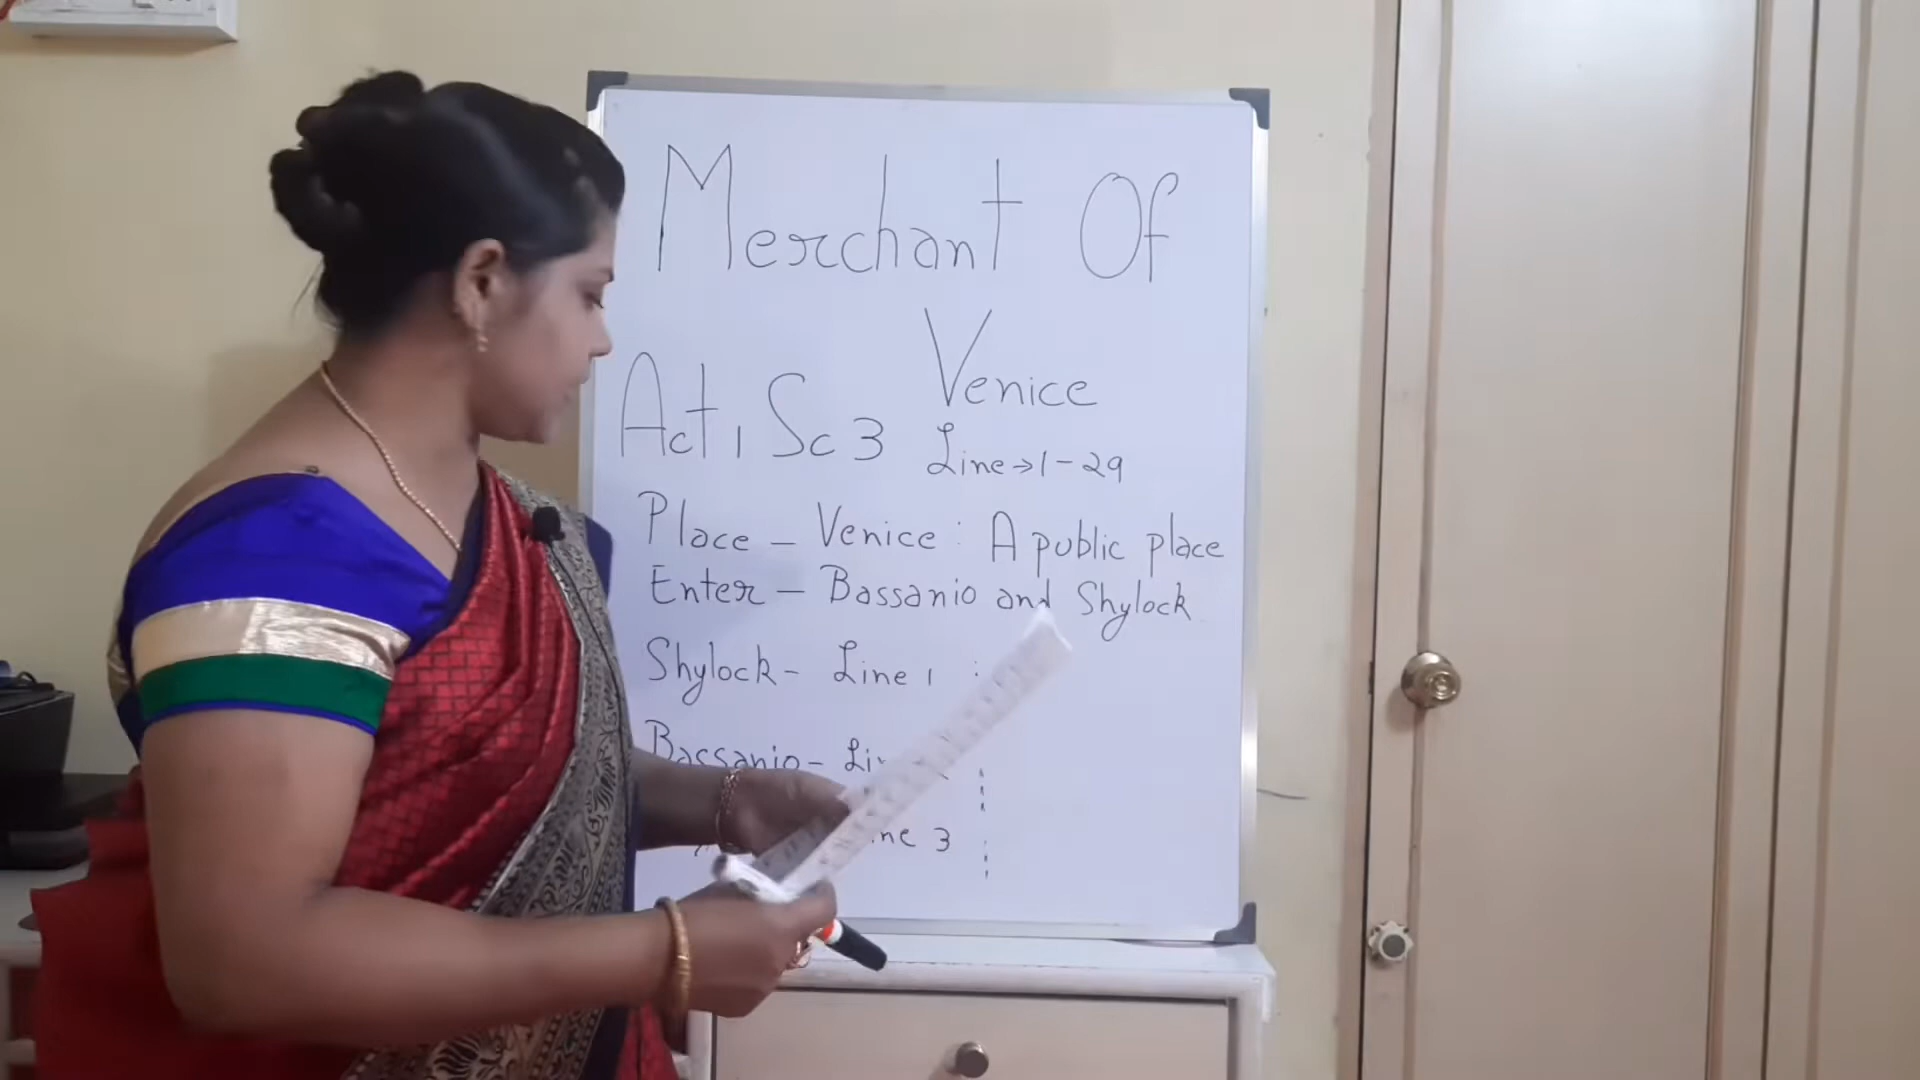 Merchant Of
Venice
Act 1 Sc 3
Line → 1-29
Place - Venice : A public place
Enter - Bassanio and Shylock
Shylock - Line 1 :
Bassanio -
3